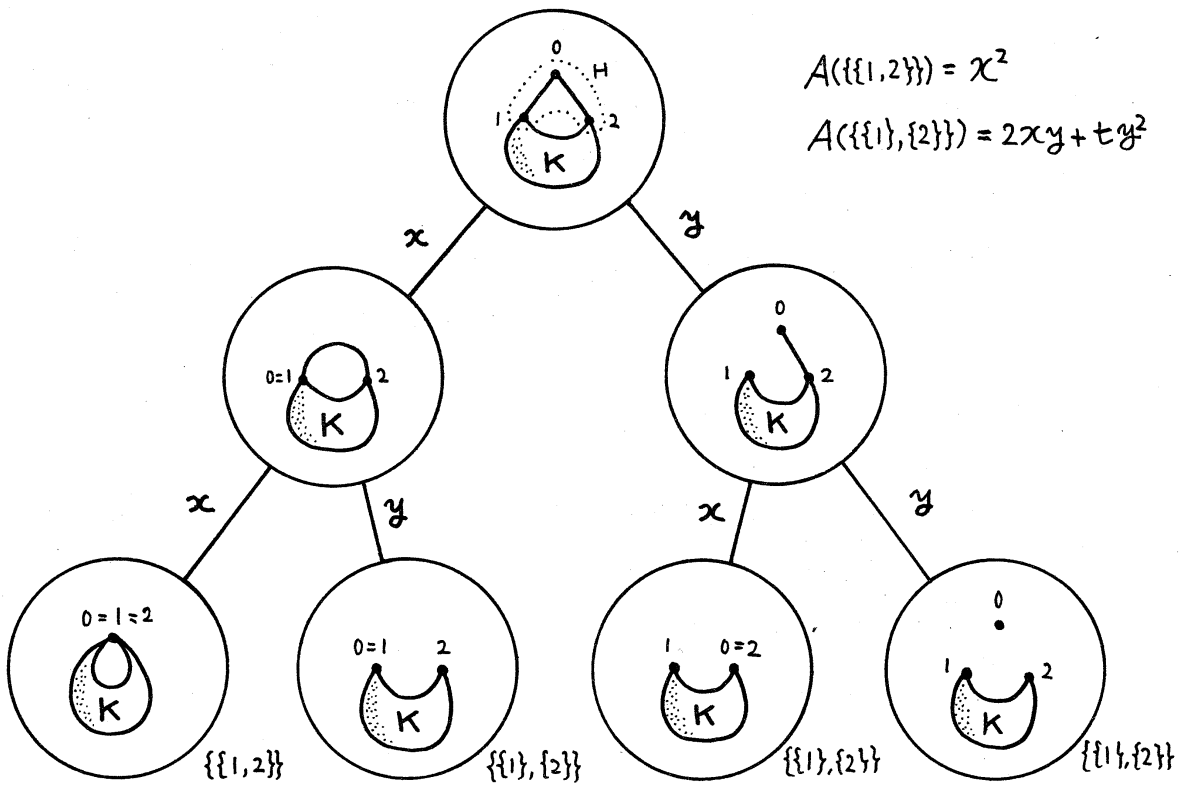 A({{1,2}}) = x²
A({{1},{2}}) = 2xy + ty²
0
H
1
2
K
x
y
0=1
2
K
0
1
2
K
x
y
x
y
0=1=2
K
{{1,2}}
0=1
2
K
{{1},{2}}
1
0=2
K
{{1},{2}}
0
1
2
K
{{1},{2}}